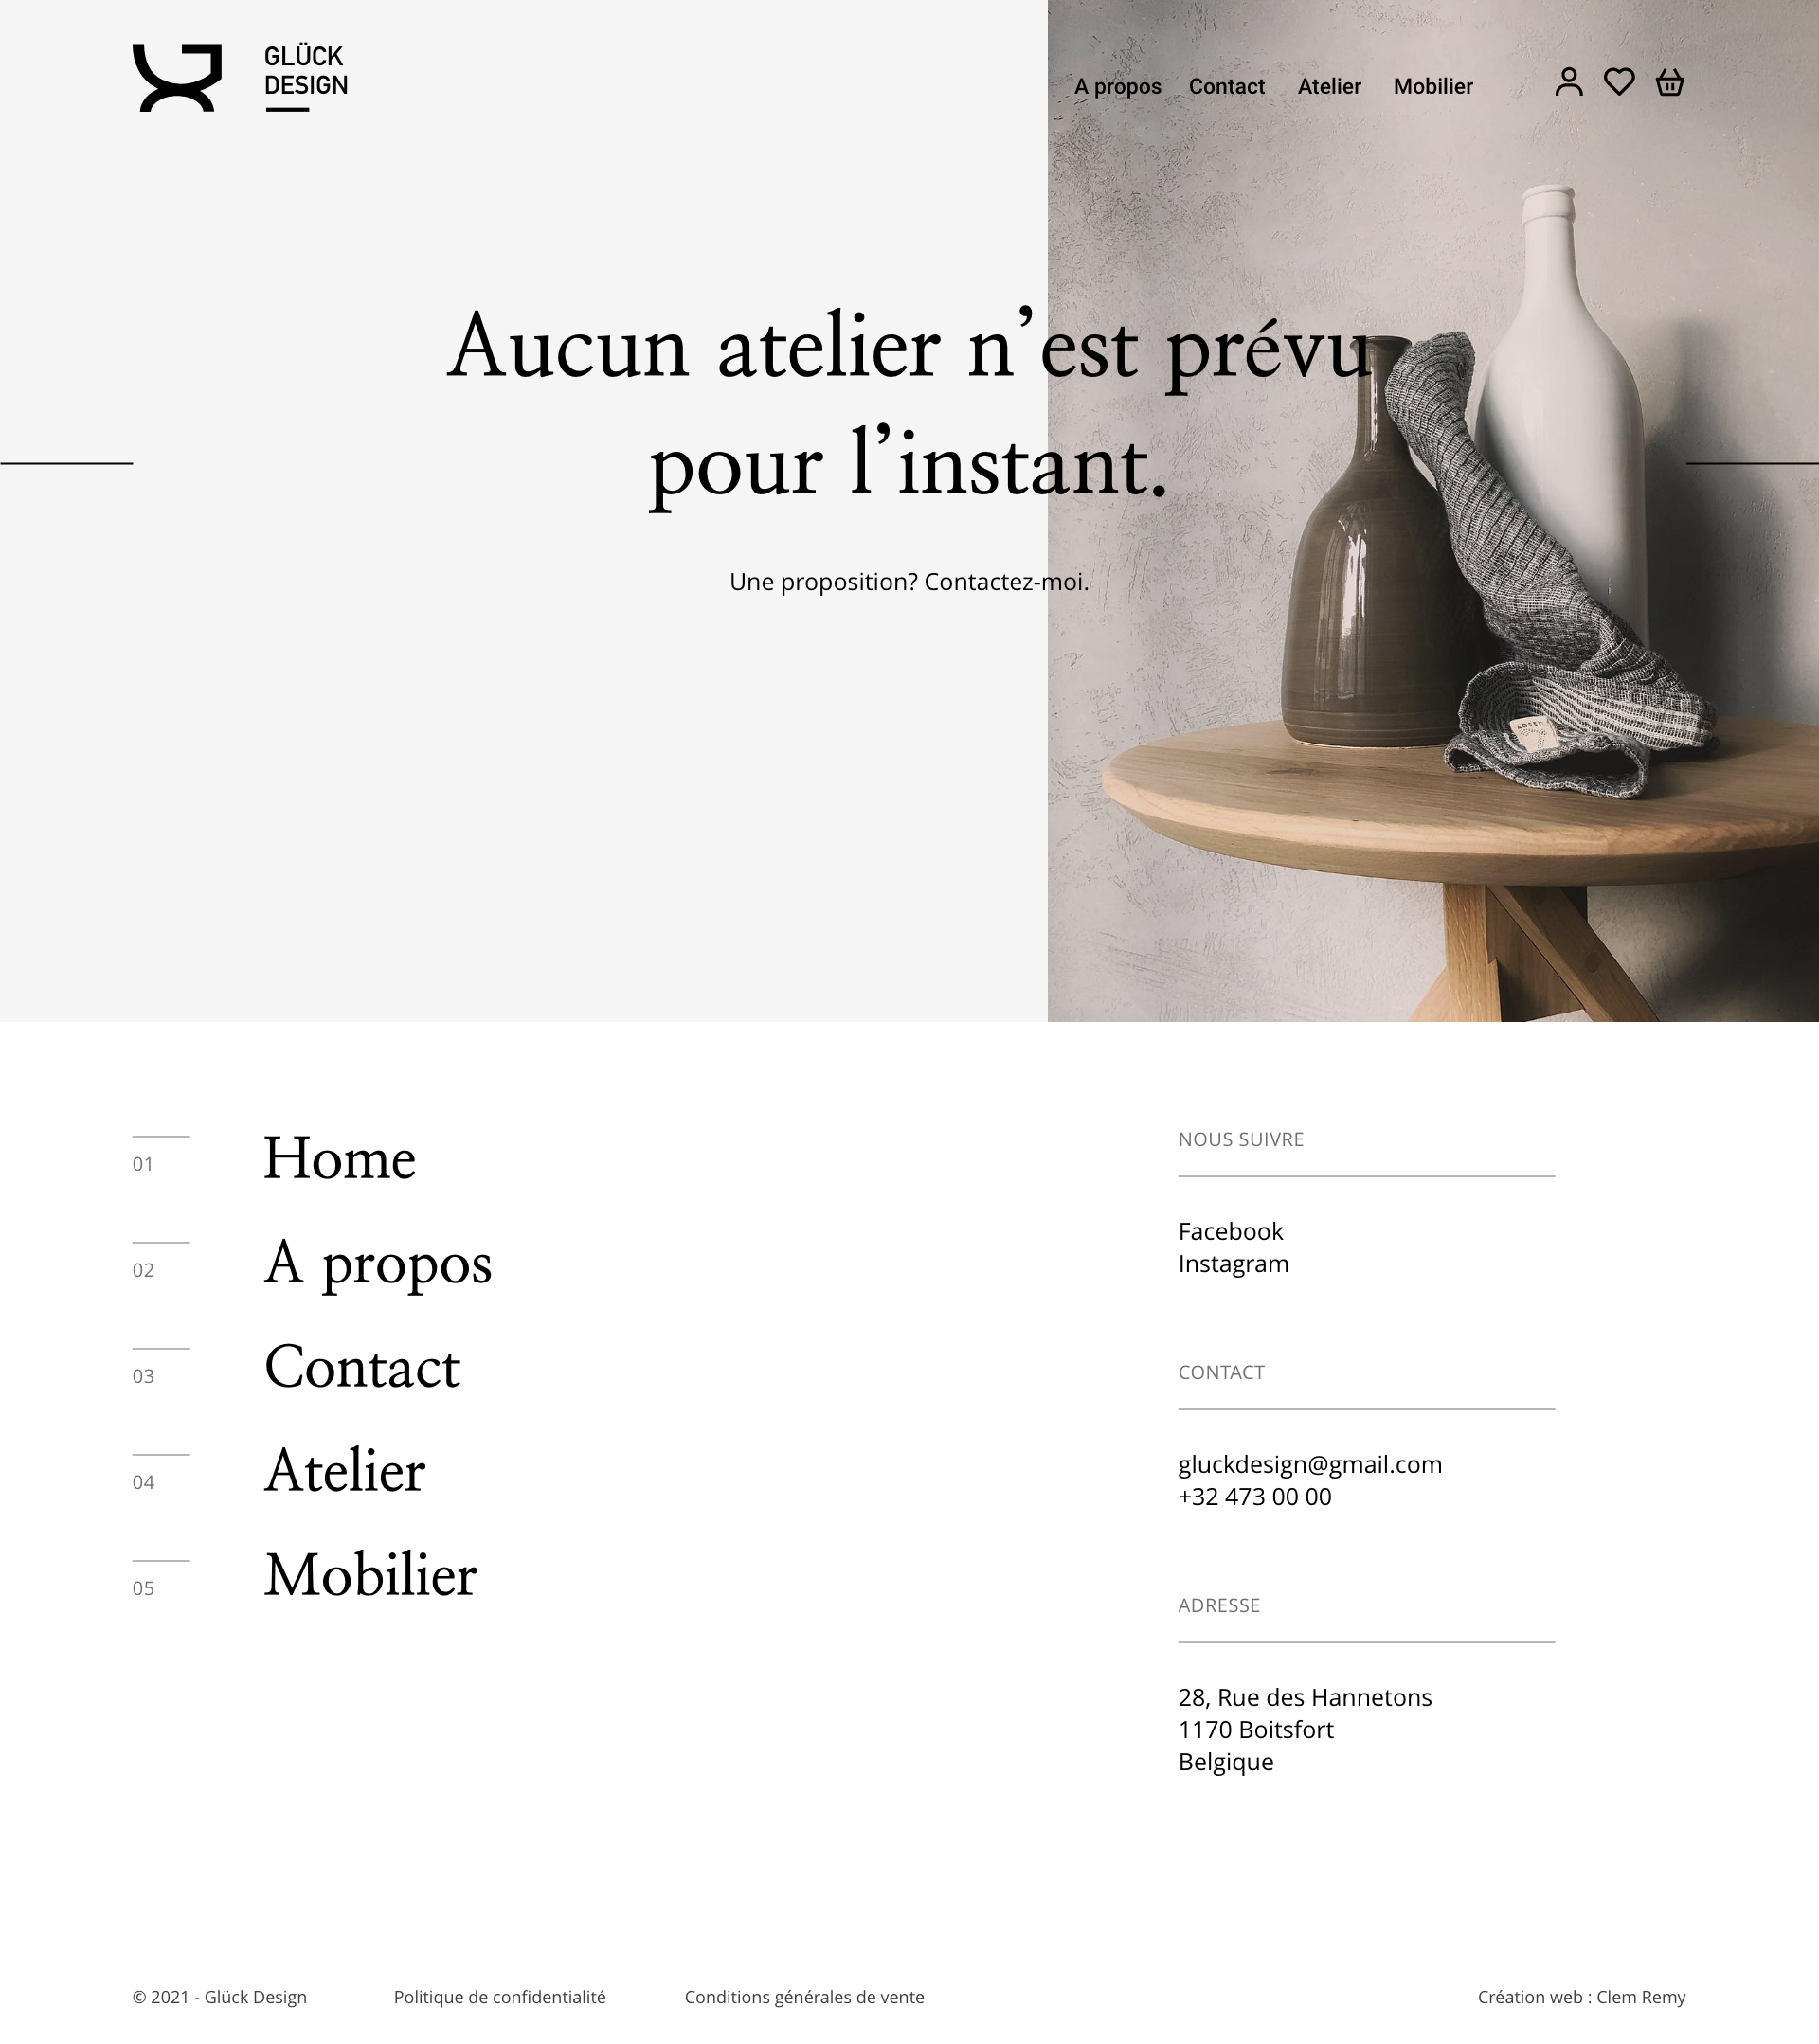 GLÜCK
DESIGN
A propos Contact Atelier Mobilier
Aucun atelier n’est prévu
pour l’instant.
Une proposition? Contactez-moi.
01 Home
02 A propos
03 Contact
04 Atelier
05 Mobilier
NOUS SUIVRE
Facebook
Instagram
CONTACT
gluckdesign@gmail.com
+32 473 00 00
ADRESSE
28, Rue des Hannetons
1170 Boitsfort
Belgique
© 2021 - Glück Design Politique de confidentialité Conditions générales de vente Création web : Clem Remy